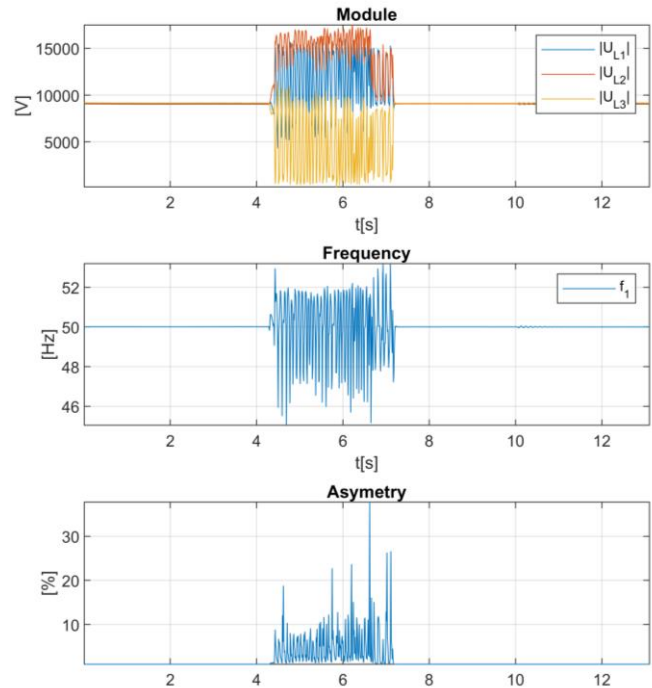 Module
15000
10000
5000
[V]
|U_L1|
|U_L2|
|U_L3|
2 4 6 8 10 12
t[s]
Frequency
52
50
48
46
[Hz]
f_1
2 4 6 8 10 12
t[s]
Asymetry
30
20
10
[%]
2 4 6 8 10 12